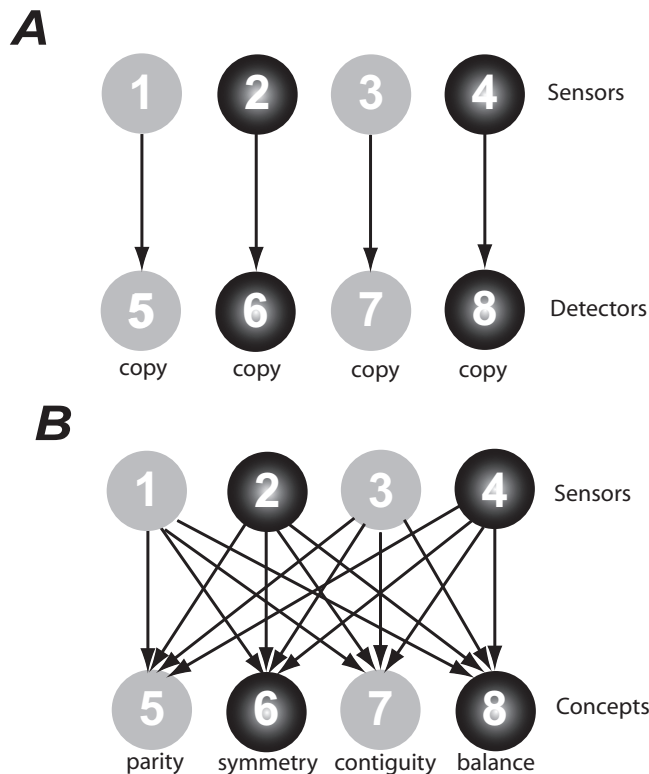 A
1 2 3 4 Sensors
5 6 7 8 Detectors
copy copy copy copy
B
1 2 3 4 Sensors
5 6 7 8 Concepts
parity symmetry contiguity balance